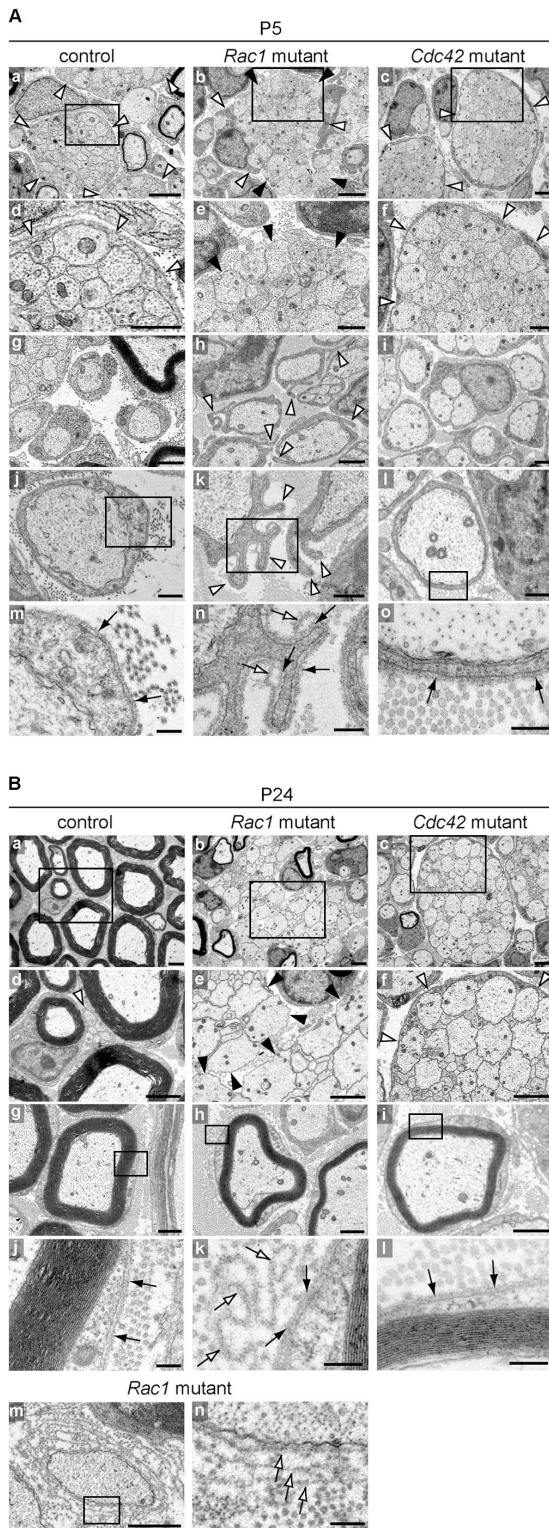 A
P5
control Rac1 mutant Cdc42 mutant
a b c
d e f
g h i
j k l
m n o
B
P24
control Rac1 mutant Cdc42 mutant
a b c
d e f
g h i
j k l
Rac1 mutant
m n